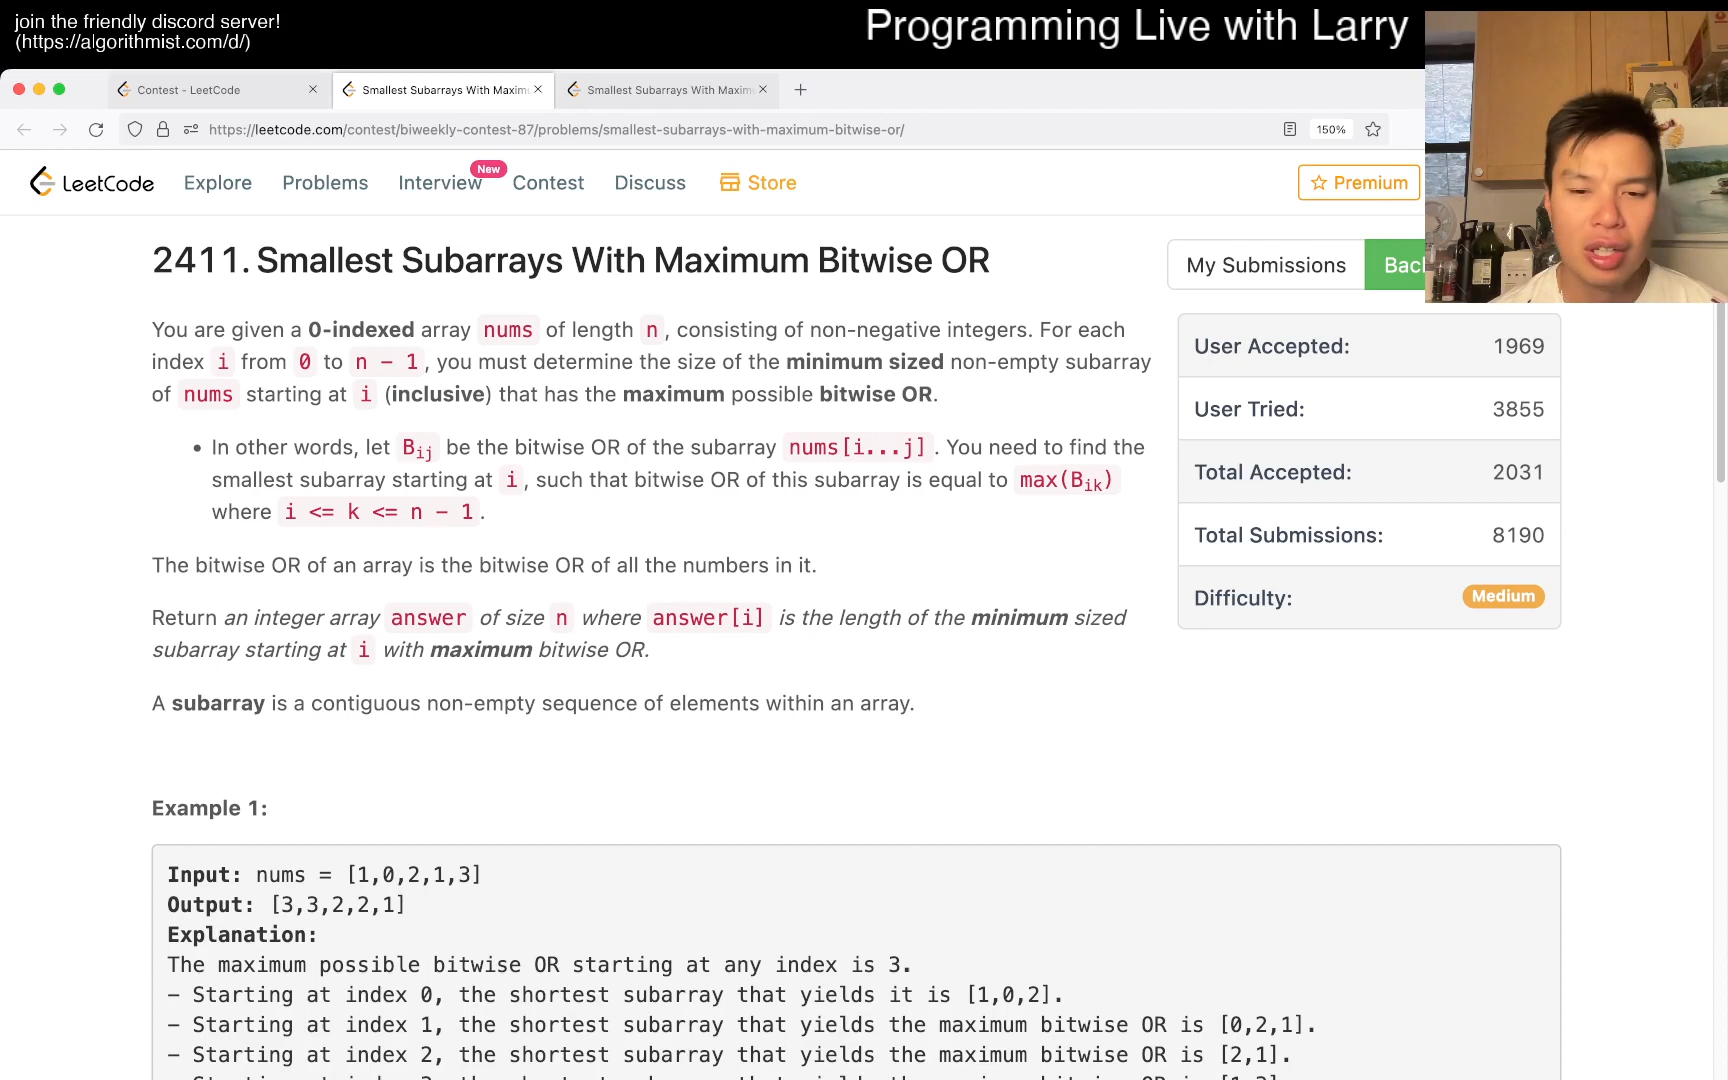 join the friendly discord server!
(https://algorithmist.com/d/)
Programming Live with Larry
Contest - LeetCode
Smallest Subarrays With Maxim
Smallest Subarrays With Maxim
https://leetcode.com/contest/biweekly-contest-87/problems/smallest-subarrays-with-maximum-bitwise-or/
150%
LeetCode
Explore
Problems
Interview
New
Contest
Discuss
Store
Premium
2411. Smallest Subarrays With Maximum Bitwise OR
My Submissions
You are given a 0-indexed array nums of length n, consisting of non-negative integers. For each
index i from 0 to n - 1, you must determine the size of the minimum sized non-empty subarray
of nums starting at i (inclusive) that has the maximum possible bitwise OR.
• In other words, let Bij be the bitwise OR of the subarray nums[i...j]. You need to find the
smallest subarray starting at i, such that bitwise OR of this subarray is equal to max(Bik)
where i <= k <= n - 1.
The bitwise OR of an array is the bitwise OR of all the numbers in it.
Return an integer array answer of size n where answer[i] is the length of the minimum sized
subarray starting at i with maximum bitwise OR.
A subarray is a contiguous non-empty sequence of elements within an array.
User Accepted: 1969
User Tried: 3855
Total Accepted: 2031
Total Submissions: 8190
Difficulty: Medium
Example 1:
Input: nums = [1,0,2,1,3]
Output: [3,3,2,2,1]
Explanation:
The maximum possible bitwise OR starting at any index is 3.
- Starting at index 0, the shortest subarray that yields it is [1,0,2].
- Starting at index 1, the shortest subarray that yields the maximum bitwise OR is [0,2,1].
- Starting at index 2, the shortest subarray that yields the maximum bitwise OR is [2,1].